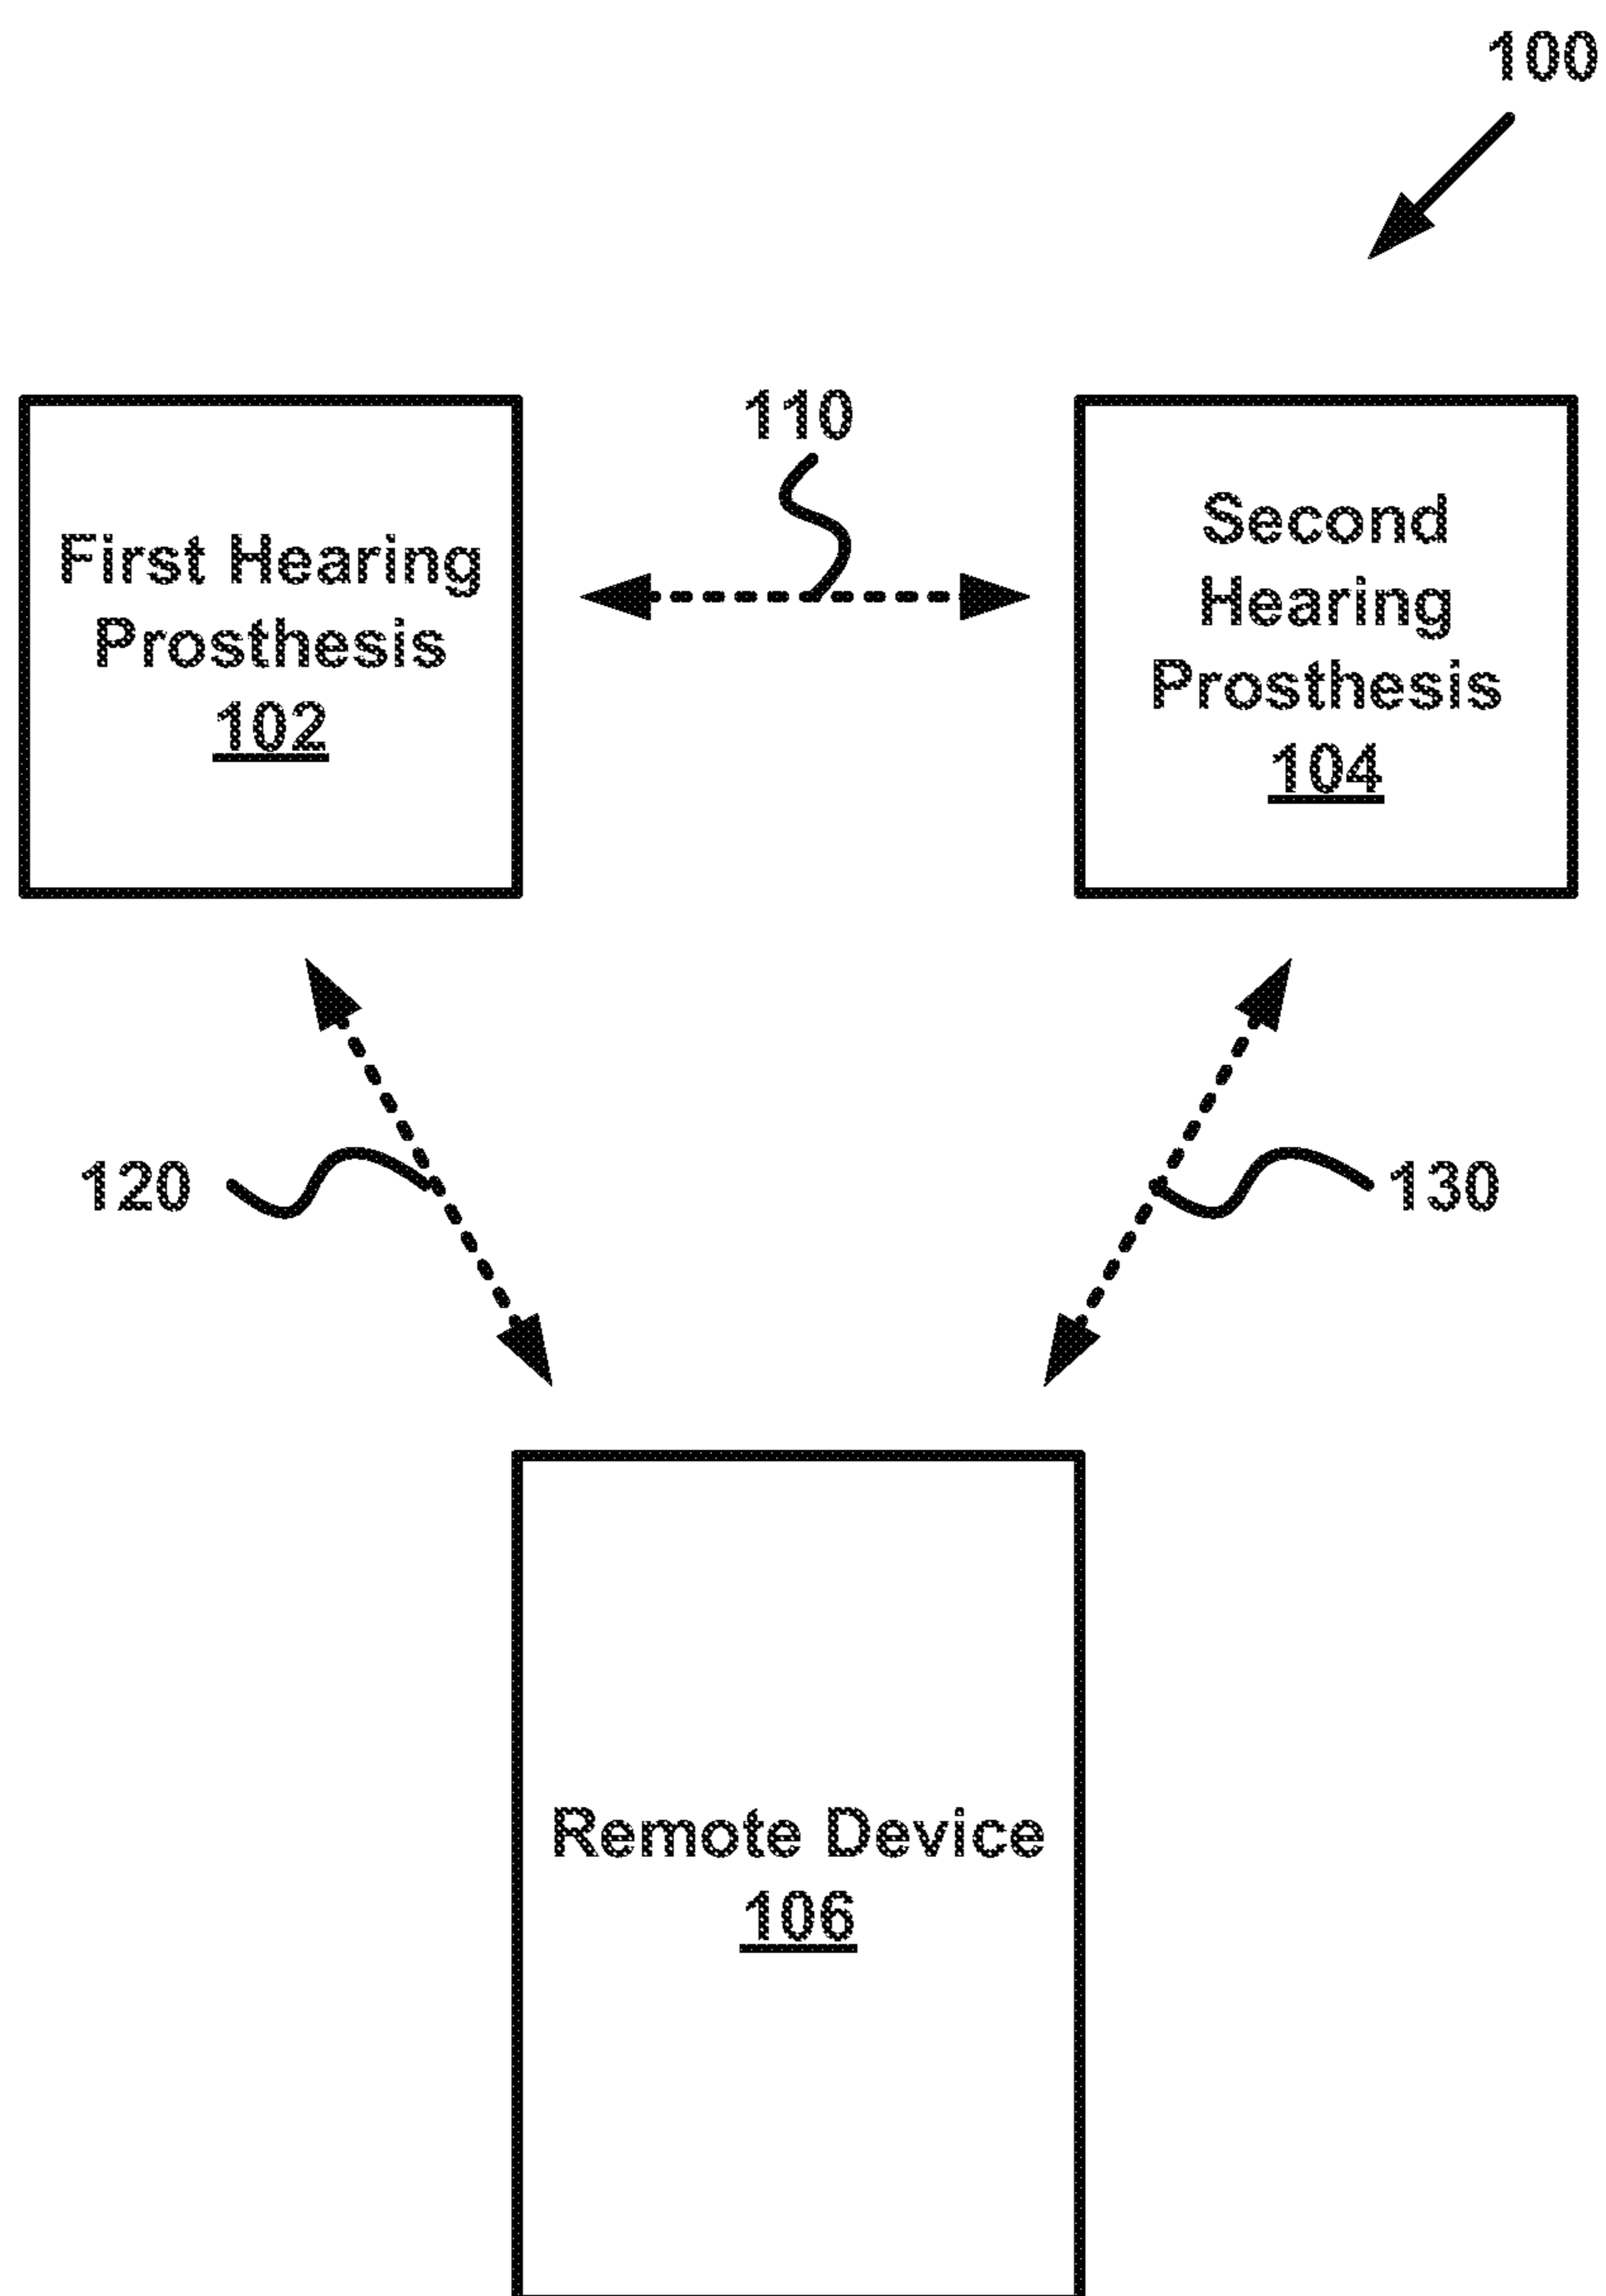 100
110
First Hearing
Prosthesis
102
Second
Hearing
Prosthesis
104
120
130
Remote Device
106